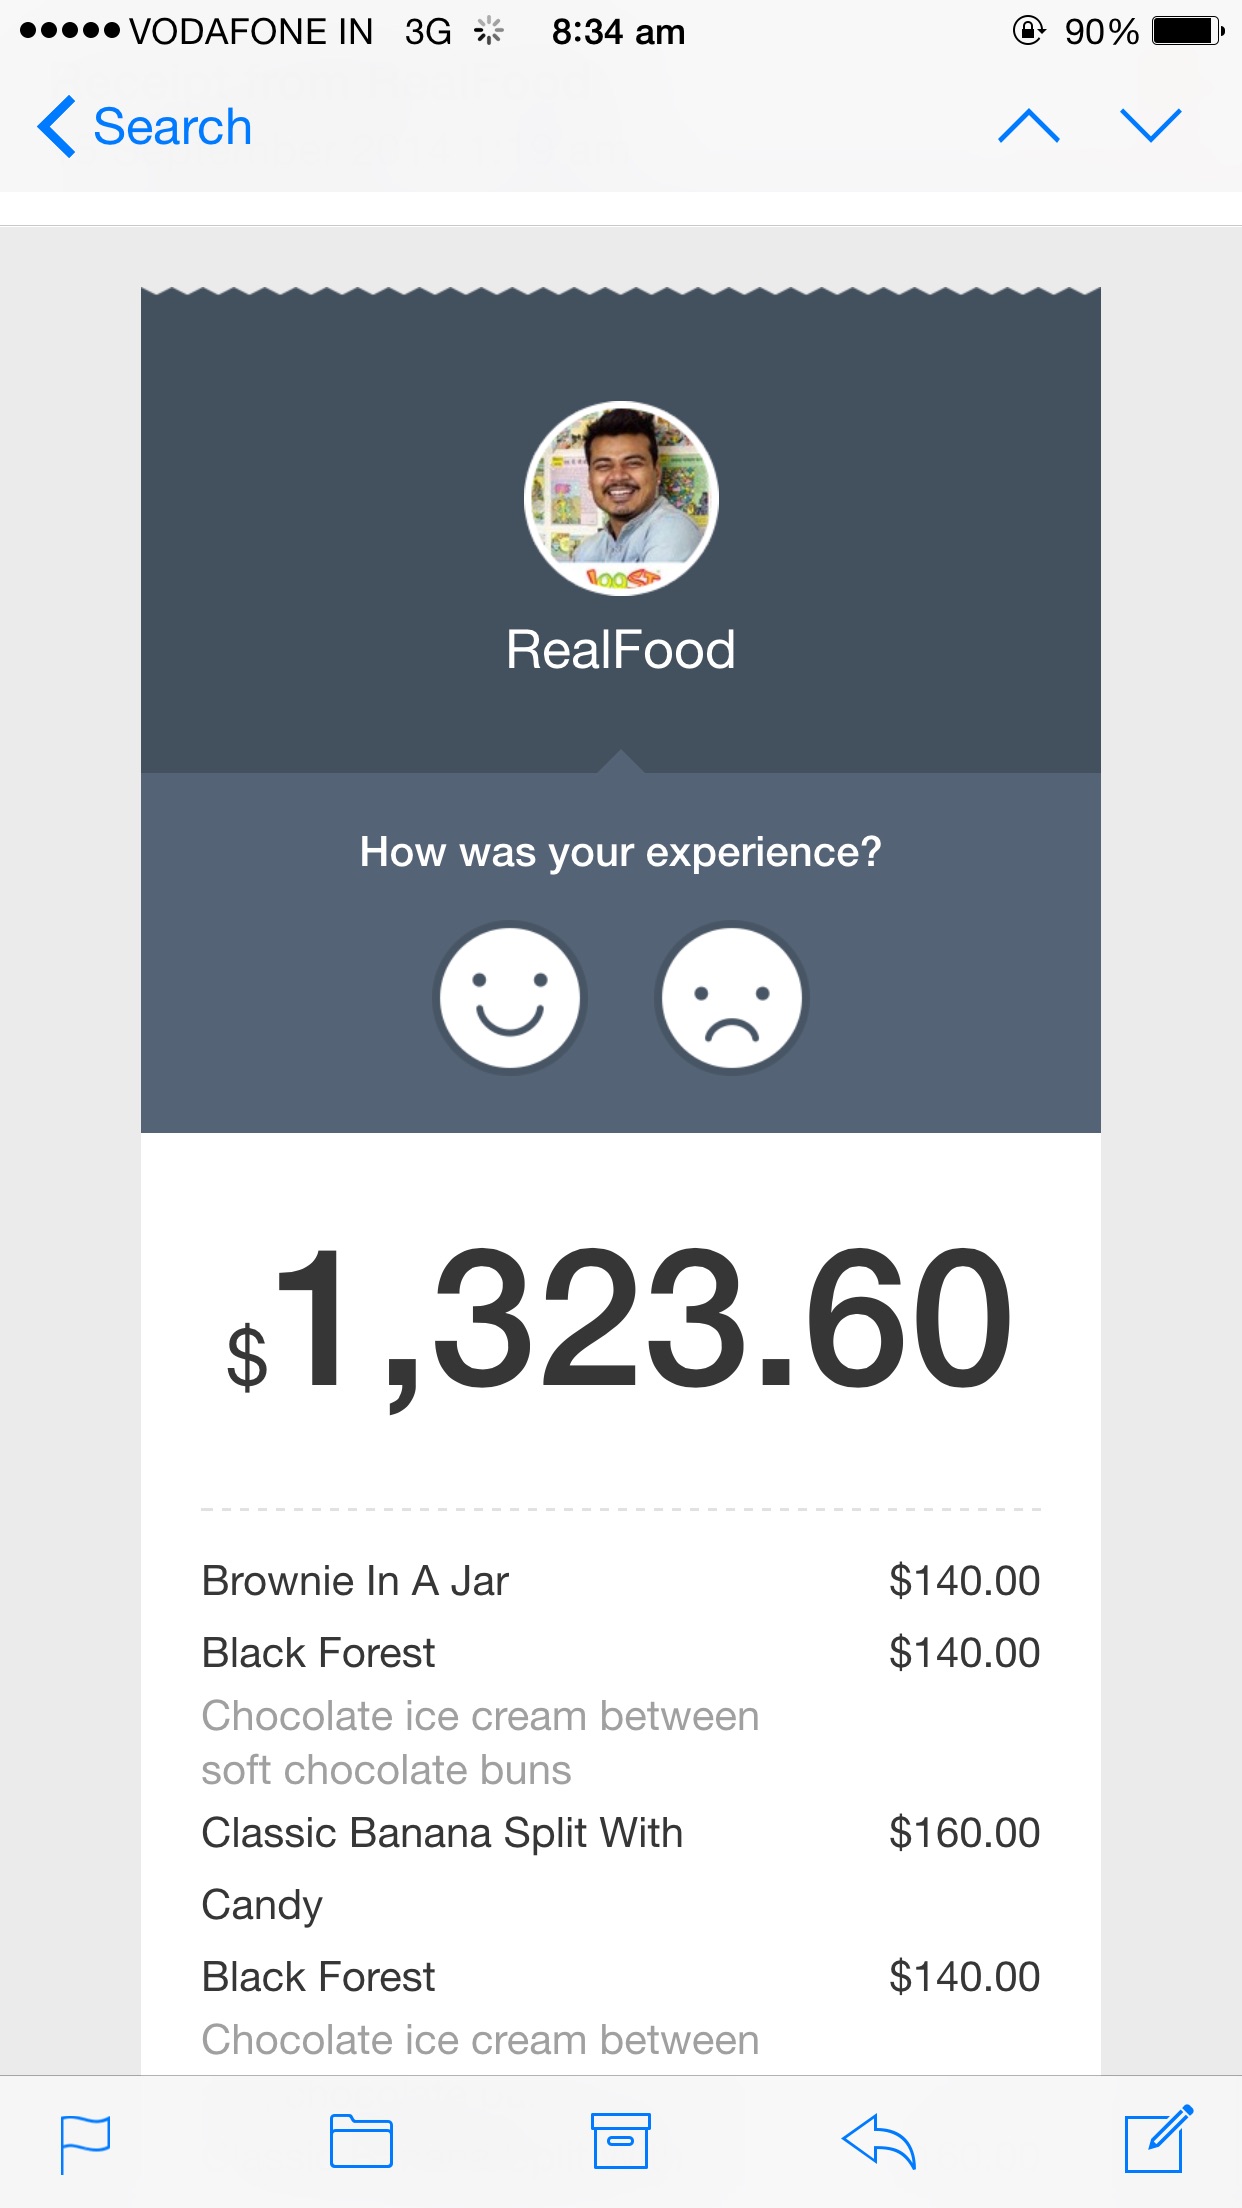 VODAFONE IN 3G 8:34 am 90%
Search
RealFood
How was your experience?
$1,323.60
Brownie In A Jar $140.00
Black Forest $140.00
Chocolate ice cream between
soft chocolate buns
Classic Banana Split With $160.00
Candy
Black Forest $140.00
Chocolate ice cream between